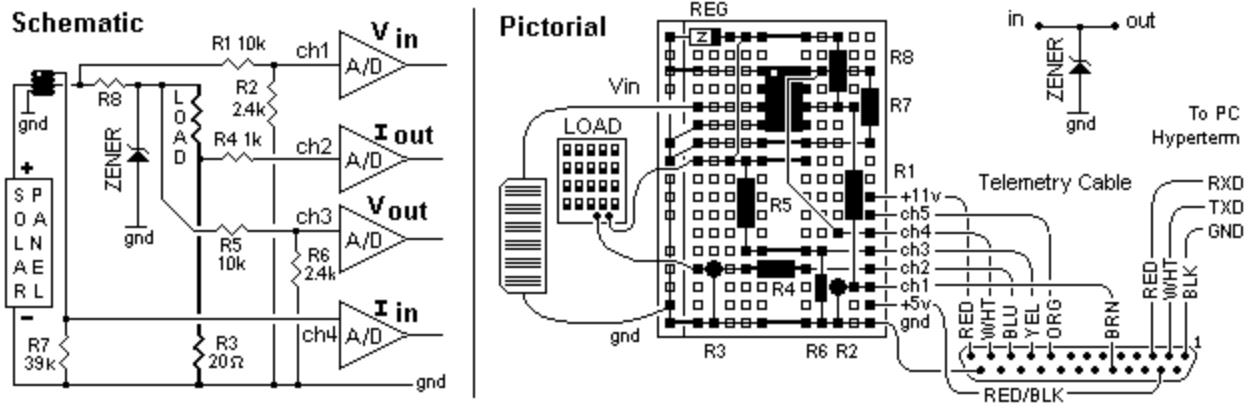 Schematic
R1 10k
ch1
V in
A/D
R8
R2
2.4k
gnd
LOAD
ZENER
R4 1k
ch2
I out
A/D
+
SOLAR
PANEL
-
gnd
R5
10k
ch3
V out
A/D
R6
2.4k
I in
ch4
A/D
R7
39k
R3
20Ω
gnd
Pictorial
REG
Z
R8
Vin
R7
LOAD
R1
R5
+11v
ch5
ch4
ch3
ch2
R4
ch1
+5v
gnd
gnd
R3
R6
R2
in
out
ZENER
gnd
To PC
Hyperterm
Telemetry Cable
RXD
TXD
GND
RED
WHT
BLK
RED
WHT
BLU
YEL
ORG
BRN
1
RED/BLK